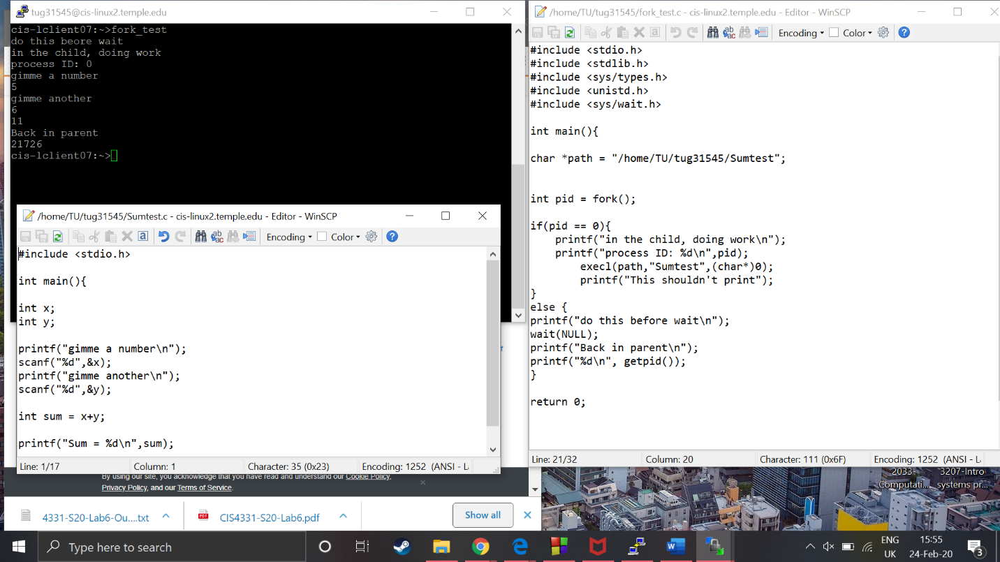 tug31545@cis-linux2.temple.edu
cis-lclient07:~>fork_test
do this beore wait
in the child, doing work
process ID: 0
gimme a number
5
gimme another
6
11
Back in parent
21726
cis-lclient07:~>
/home/TU/tug31545/Sumtest.c - cis-linux2.temple.edu - Editor - WinSCP
Encoding Color
#include <stdio.h>
int main(){
int x;
int y;
printf("gimme a number\n");
scanf("%d",&x);
printf("gimme another\n");
scanf("%d",&y);
int sum = x+y;
printf("Sum = %d\n",sum);
Line: 1/17 Column: 1 Character: 35 (0x23) Encoding: 1252 (ANSI - L
/home/TU/tug31545/fork_test.c - cis-linux2.temple.edu - Editor - WinSCP
Encoding Color
#include <stdio.h>
#include <stdlib.h>
#include <sys/types.h>
#include <unistd.h>
#include <sys/wait.h>
int main(){
char *path = "/home/TU/tug31545/Sumtest";
int pid = fork();
if(pid == 0){
printf("in the child, doing work\n");
printf("process ID: %d\n",pid);
execl(path,"Sumtest",(char*)0);
printf("This shouldn't print");
}
else {
printf("do this before wait\n");
wait(NULL);
printf("Back in parent\n");
printf("%d\n", getpid());
}
return 0;
Line: 21/32 Column: 20 Character: 111 (0x6F) Encoding: 1252 (ANSI - L
By using our site, you acknowledge that you have read and understand our Cookie Policy,
Privacy Policy, and our Terms of Service.
2033- 3207-Intro
Computati... systems pr...
4331-S20-Lab6-Ou....txt CIS4331-S20-Lab6.pdf Show all
Type here to search
ENG 15:55
UK 24-Feb-20 3